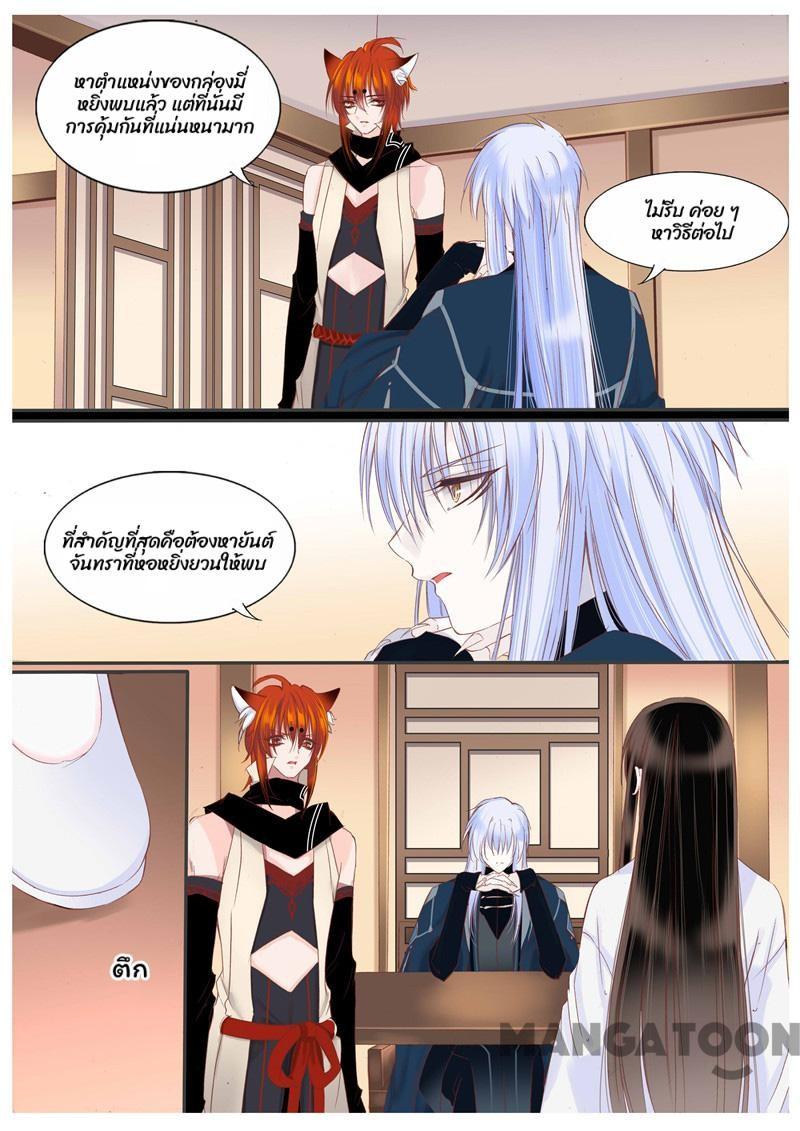 หาตำแหน่งของกล่องมี่
หยิ่งพบแล้ว แต่ที่นั่นมี
การคุ้มกันที่แน่นหนามาก
ไม่รีบ ค่อย ๆ
หาวิธีต่อไป
ที่สำคัญที่สุดคือต้องหายันต์
จันทราที่หอหยิ่งยวนให้พบ
ตึก
MANGATOON